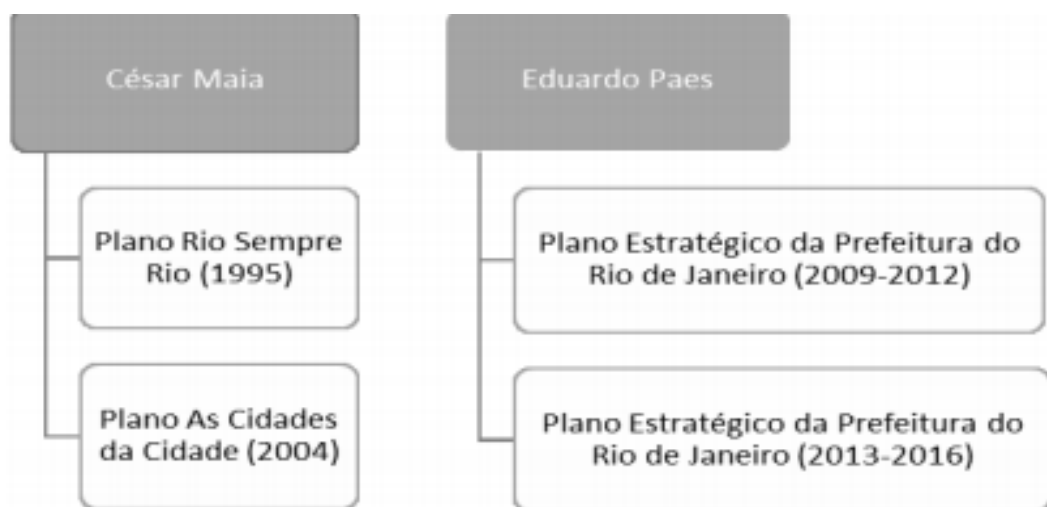 César Maia
Plano Rio Sempre
Rio (1995)
Plano As Cidades
da Cidade (2004)
Eduardo Paes
Plano Estratégico da Prefeitura do
Rio de Janeiro (2009-2012)
Plano Estratégico da Prefeitura do
Rio de Janeiro (2013-2016)